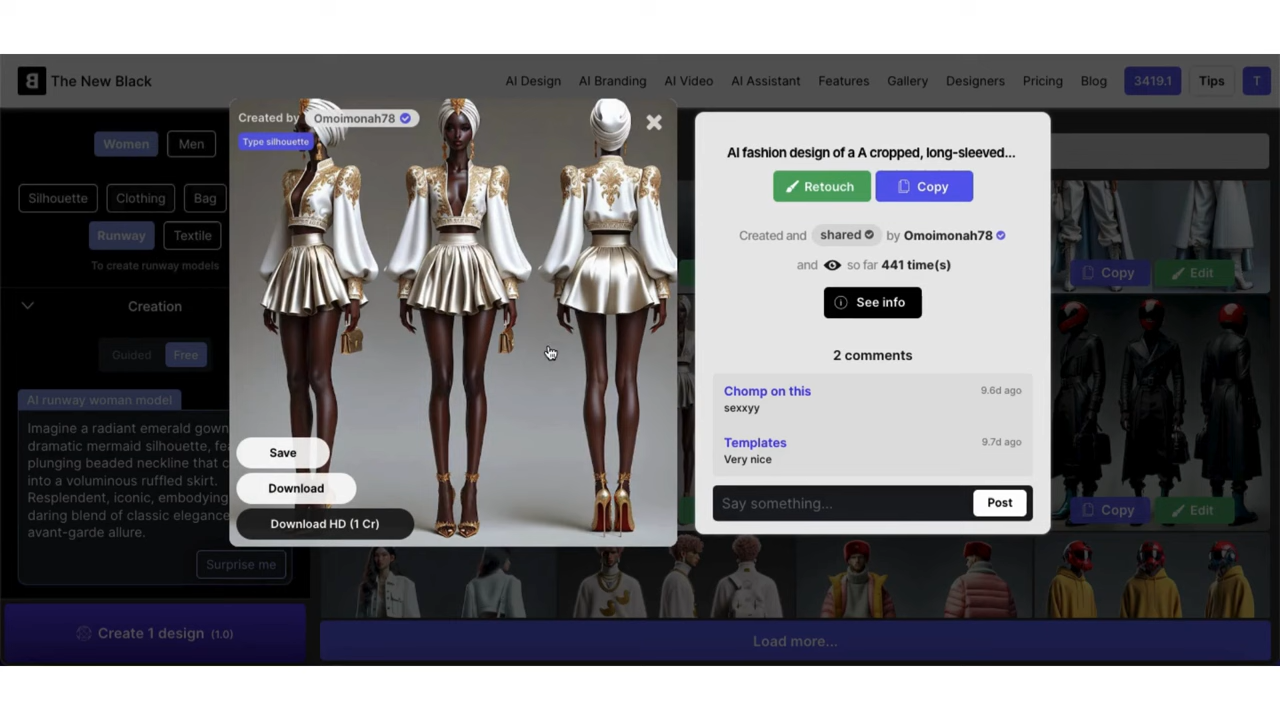 The New Black
AI Design
AI Branding
AI Video
AI Assistant
Features
Gallery
Designers
Pricing
Blog
3419.1
Tips
T
Women
Men
Silhouette
Clothing
Bag
Runway
Textile
To create runway models
Creation
Guided
Free
AI runway woman model
Imagine a radiant emerald gown
dramatic mermaid silhouette,
plunging beaded neckline that
into a voluminous ruffled skirt.
Resplendent, iconic, embodying
daring blend of classic elegance
avant-garde allure.
Surprise me
Create 1 design (1.0)
Created by Omoimonah78
Type silhouette
Save
Download
Download HD (1 Cr)
AI fashion design of a A cropped, long-sleeved...
Retouch
Copy
Created and shared by Omoimonah78
and so far 441 time(s)
See info
2 comments
Chomp on this 9.6d ago
sexxyy
Templates 9.7d ago
Very nice
Say something...
Post
Copy
Edit
Copy
Edit
Load more...